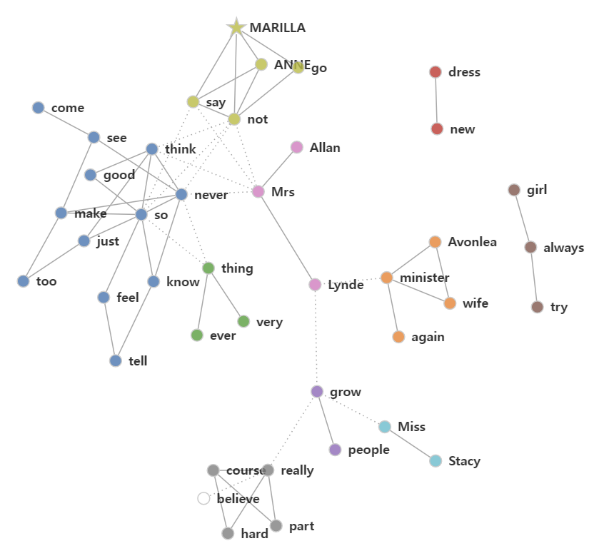 MARILLA
ANNE
go
dress
say
come
not
new
see
think
Allan
good
never
Mrs
girl
make
so
just
Avonlea
always
thing
minister
too
know
Lynde
feel
wife
try
very
ever
again
tell
grow
Miss
people
Stacy
course
really
believe
hard
part